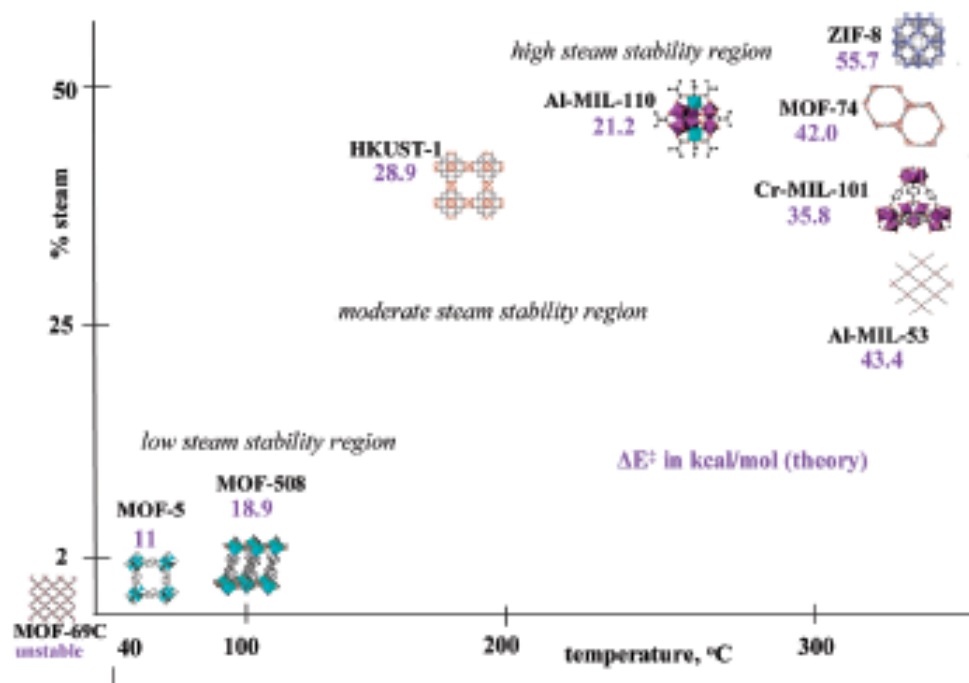 ZIF-8
55.7
high steam stability region
50
Al-MIL-110
21.2
MOF-74
42.0
HKUST-1
28.9
Cr-MIL-101
35.8
% steam
moderate steam stability region
25
Al-MIL-53
43.4
low steam stability region
ΔE‡ in kcal/mol (theory)
MOF-508
18.9
MOF-5
11
2
MOF-69C
unstable
40
100
200
temperature, °C
300